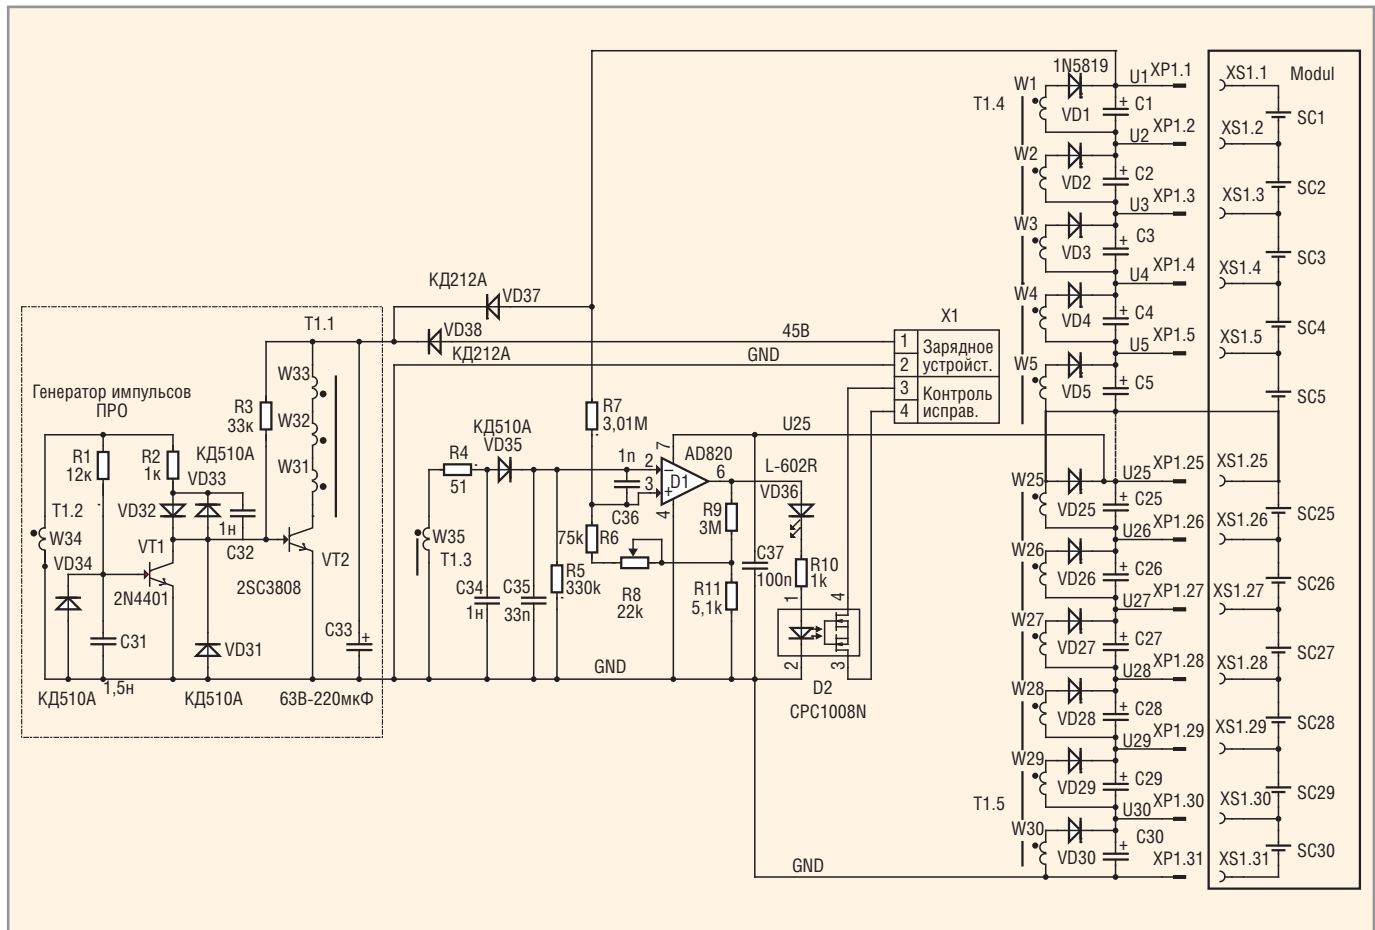 Генератор импульсов
ПРО
R1
12к
R2
1к
КД510А
VD33
VD32
1н
C32
T1.2
W34
VD34
VT1
2N4401
C31
1,5н
КД510А
VD31
КД510А
R3
33к
T1.1
W33
W32
W31
2SC3808
VT2
C33
+
63В-220мкФ
КД212А
VD37
VD38
КД212А
45В
GND
X1
1
2
3
4
Зарядное
устройст.
Контроль
исправ.
R7
3,01М
U25
R4
51
КД510А
VD35
1n
C36
2
3
7
4
6
AD820
D1
−
+
W35
T1.3
C34
1н
C35
33n
R5
330k
75k
R6
R8
22k
R9
3М
R11
5,1k
C37
100n
L-602R
VD36
R10
1k
1
2
4
3
D2
CPC1008N
GND
GND
T1.4
W1
1N5819
VD1
+
C1
U1
XP1.1
W2
VD2
+
C2
U2
XP1.2
W3
VD3
+
C3
U3
XP1.3
W4
VD4
+
C4
U4
XP1.4
W5
VD5
+
C5
U5
XP1.5
W25
VD25
+
C25
U25
XP1.25
W26
VD26
+
C26
U26
XP1.26
W27
VD27
+
C27
U27
XP1.27
W28
VD28
+
C28
U28
XP1.28
W29
VD29
+
C29
U29
XP1.29
T1.5
W30
VD30
+
C30
U30
XP1.30
XP1.31
Modul
XS1.1
SC1
XS1.2
SC2
XS1.3
SC3
XS1.4
SC4
XS1.5
SC5
XS1.25
SC25
XS1.26
SC26
XS1.27
SC27
XS1.28
SC28
XS1.29
SC29
XS1.30
SC30
XS1.31